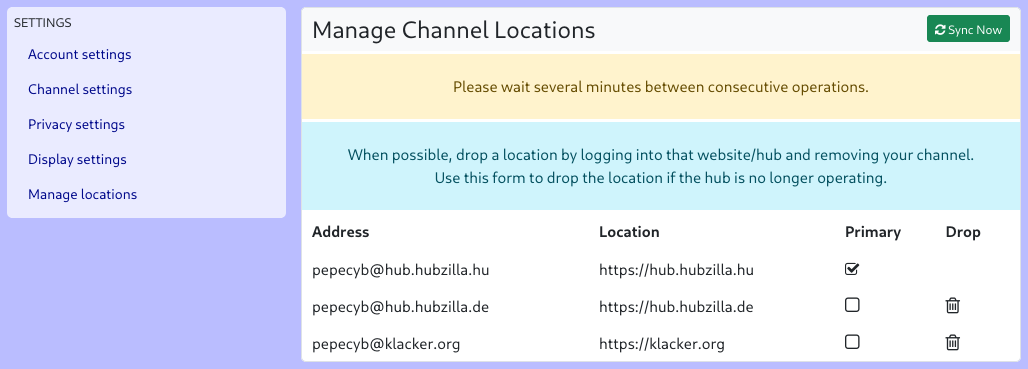 SETTINGS
Account settings
Channel settings
Privacy settings
Display settings
Manage locations
Manage Channel Locations
Sync Now
Please wait several minutes between consecutive operations.
When possible, drop a location by logging into that website/hub and removing your channel.
Use this form to drop the location if the hub is no longer operating.
Address Location Primary Drop
pepecyb@hub.hubzilla.hu https://hub.hubzilla.hu
pepecyb@hub.hubzilla.de https://hub.hubzilla.de
pepecyb@klacker.org https://klacker.org